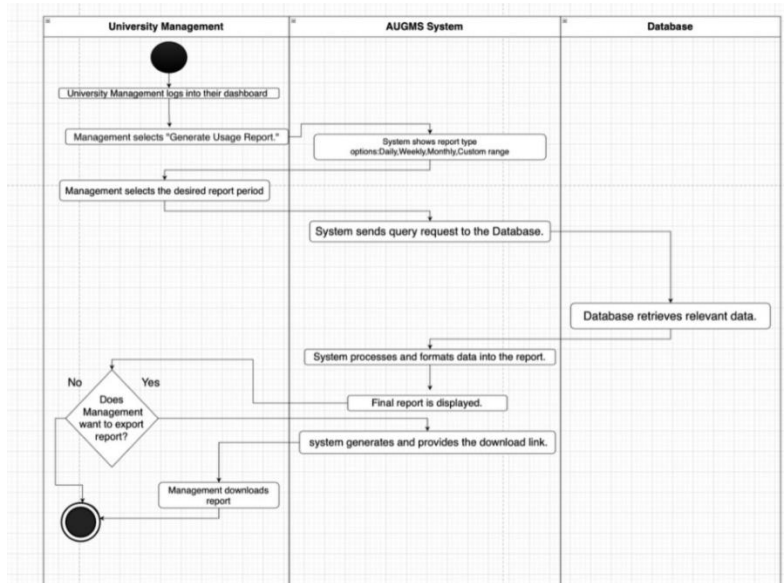 University Management
AUGMS System
Database
University Management logs into their dashboard
Management selects "Generate Usage Report."
System shows report type
options:Daily,Weekly,Monthly,Custom range
Management selects the desired report period
System sends query request to the Database.
Database retrieves relevant data.
System processes and formats data into the report.
No
Yes
Does
Management
want to export
report?
Final report is displayed.
system generates and provides the download link.
Management downloads
report